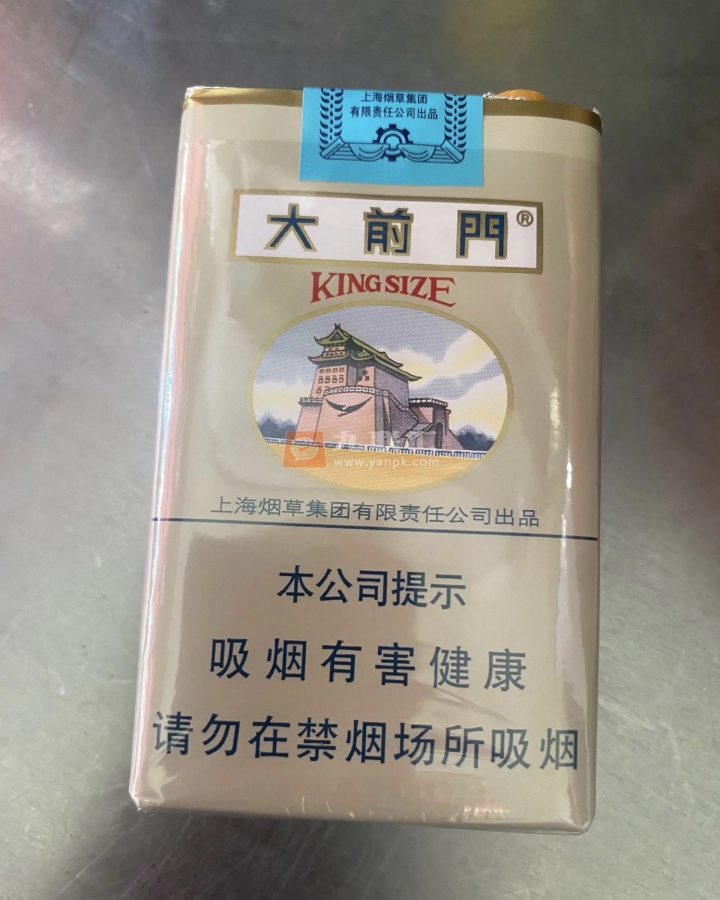 上海烟草集团
有限责任公司出品
大前門®
KING SIZE
www.yanpk.com
上海烟草集团有限责任公司出品
本公司提示
吸烟有害健康
请勿在禁烟场所吸烟